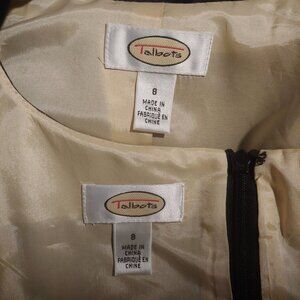 Talbots
8
MADE IN
CHINA
FABRIQUÉ EN
CHINE
Talbots
8
MADE IN
CHINA
FABRIQUÉ EN
CHINE